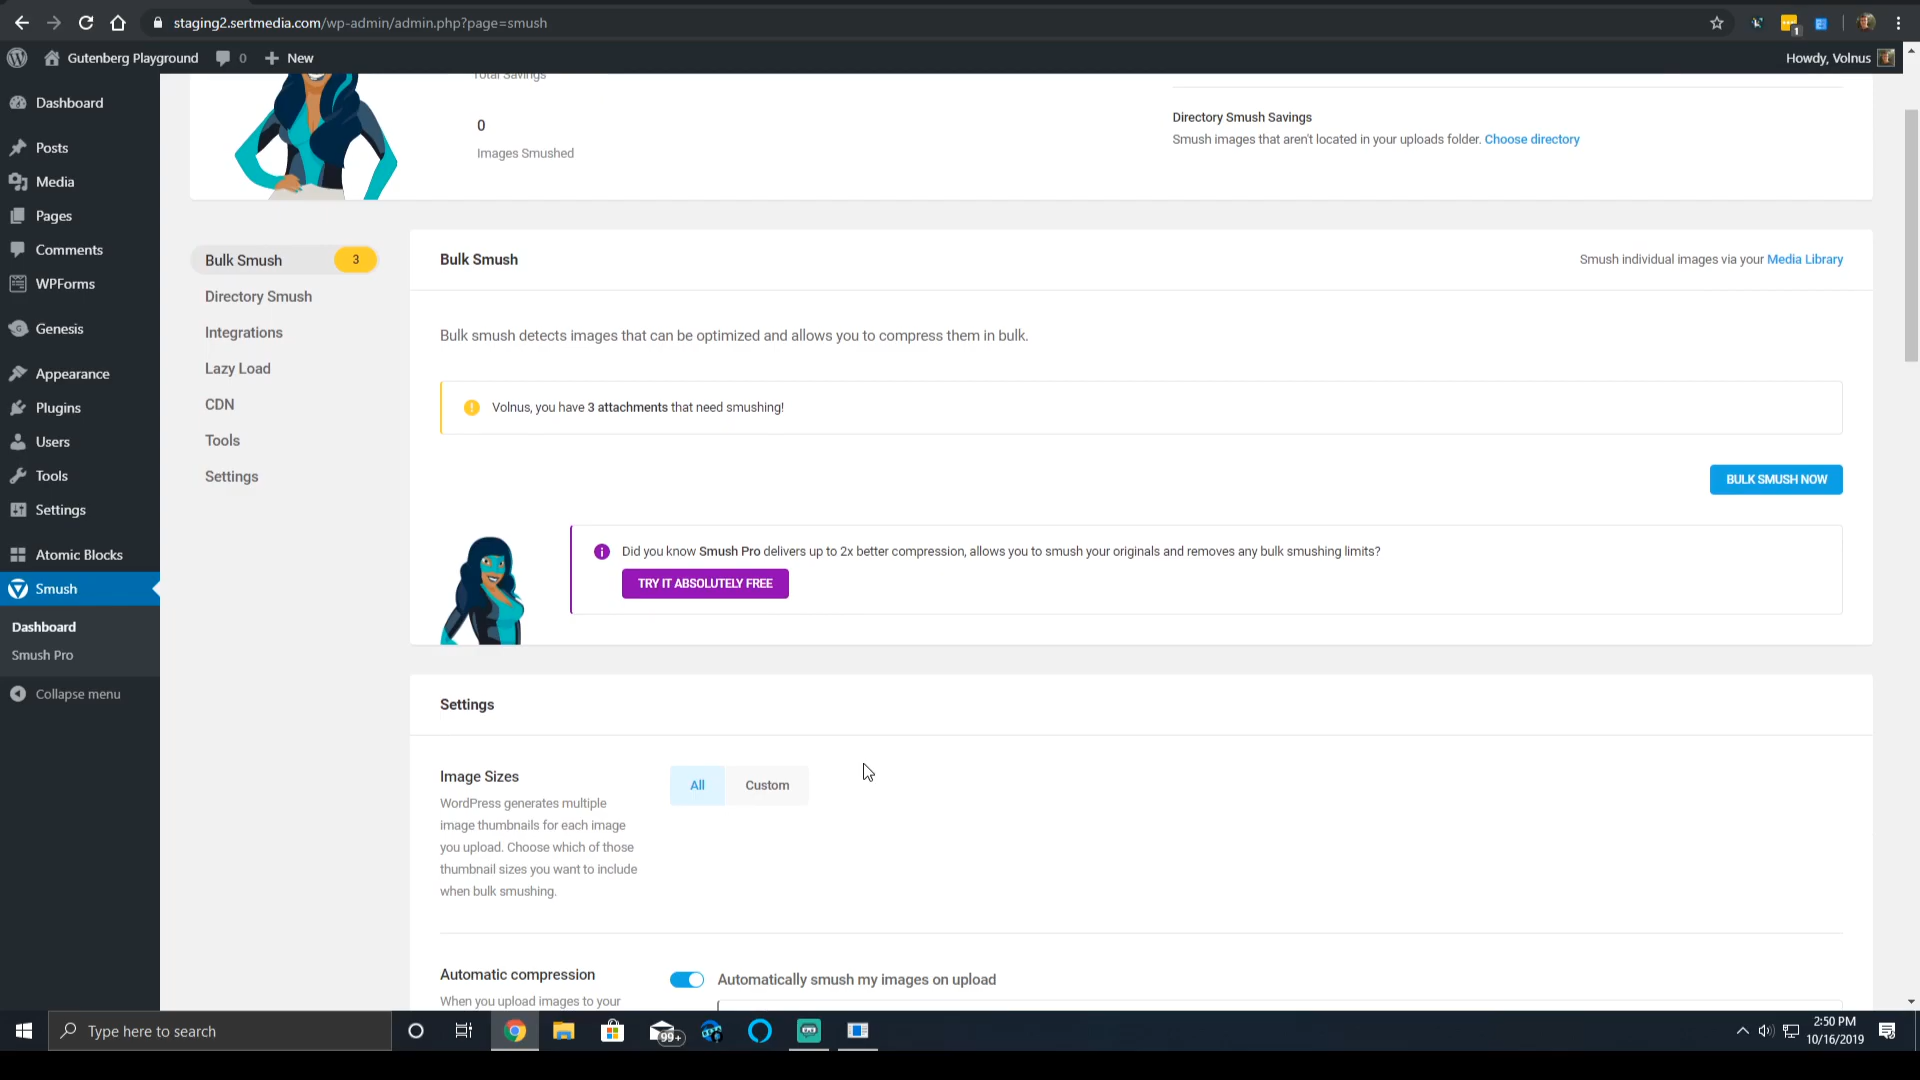 staging2.sertmedia.com/wp-admin/admin.php?page=smush
1
Gutenberg Playground
0
New
Howdy, Volnus
Dashboard
Posts
Media
Pages
Comments
WPForms
Genesis
Appearance
Plugins
Users
Tools
Settings
Atomic Blocks
Smush
Dashboard
Smush Pro
Collapse menu
Total Savings
0
Images Smushed
Directory Smush Savings
Smush images that aren't located in your uploads folder. Choose directory
Bulk Smush
3
Directory Smush
Integrations
Lazy Load
CDN
Tools
Settings
Bulk Smush
Smush individual images via your Media Library
Bulk smush detects images that can be optimized and allows you to compress them in bulk.
Volnus, you have 3 attachments that need smushing!
BULK SMUSH NOW
Did you know Smush Pro delivers up to 2x better compression, allows you to smush your originals and removes any bulk smushing limits?
TRY IT ABSOLUTELY FREE
Settings
Image Sizes
WordPress generates multiple
image thumbnails for each image
you upload. Choose which of those
thumbnail sizes you want to include
when bulk smushing.
All
Custom
Automatic compression
When you upload images to your
Automatically smush my images on upload
Type here to search
99+
2:50 PM
10/16/2019